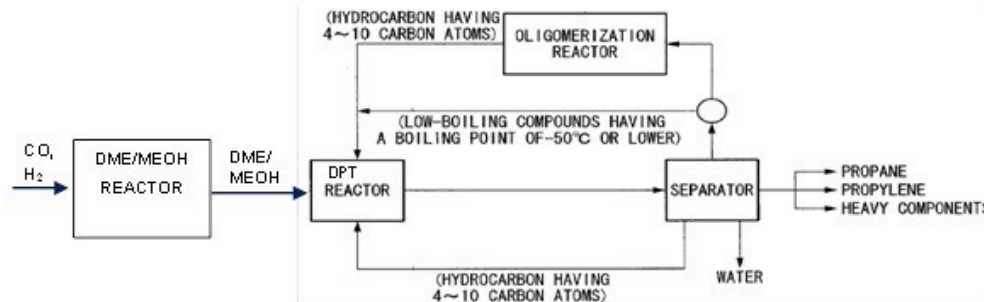 (HYDROCARBON HAVING
4~10 CARBON ATOMS)
OLIGOMERIZATION
REACTOR
(LOW-BOILING COMPOUNDS HAVING
A BOILING POINT OF-50℃ OR LOWER)
CO,
H2
DME/MEOH
REACTOR
DME/
MEOH
DPT
REACTOR
SEPARATOR
PROPANE
PROPYLENE
HEAVY COMPONENTS
WATER
(HYDROCARBON HAVING
4~10 CARBON ATOMS)